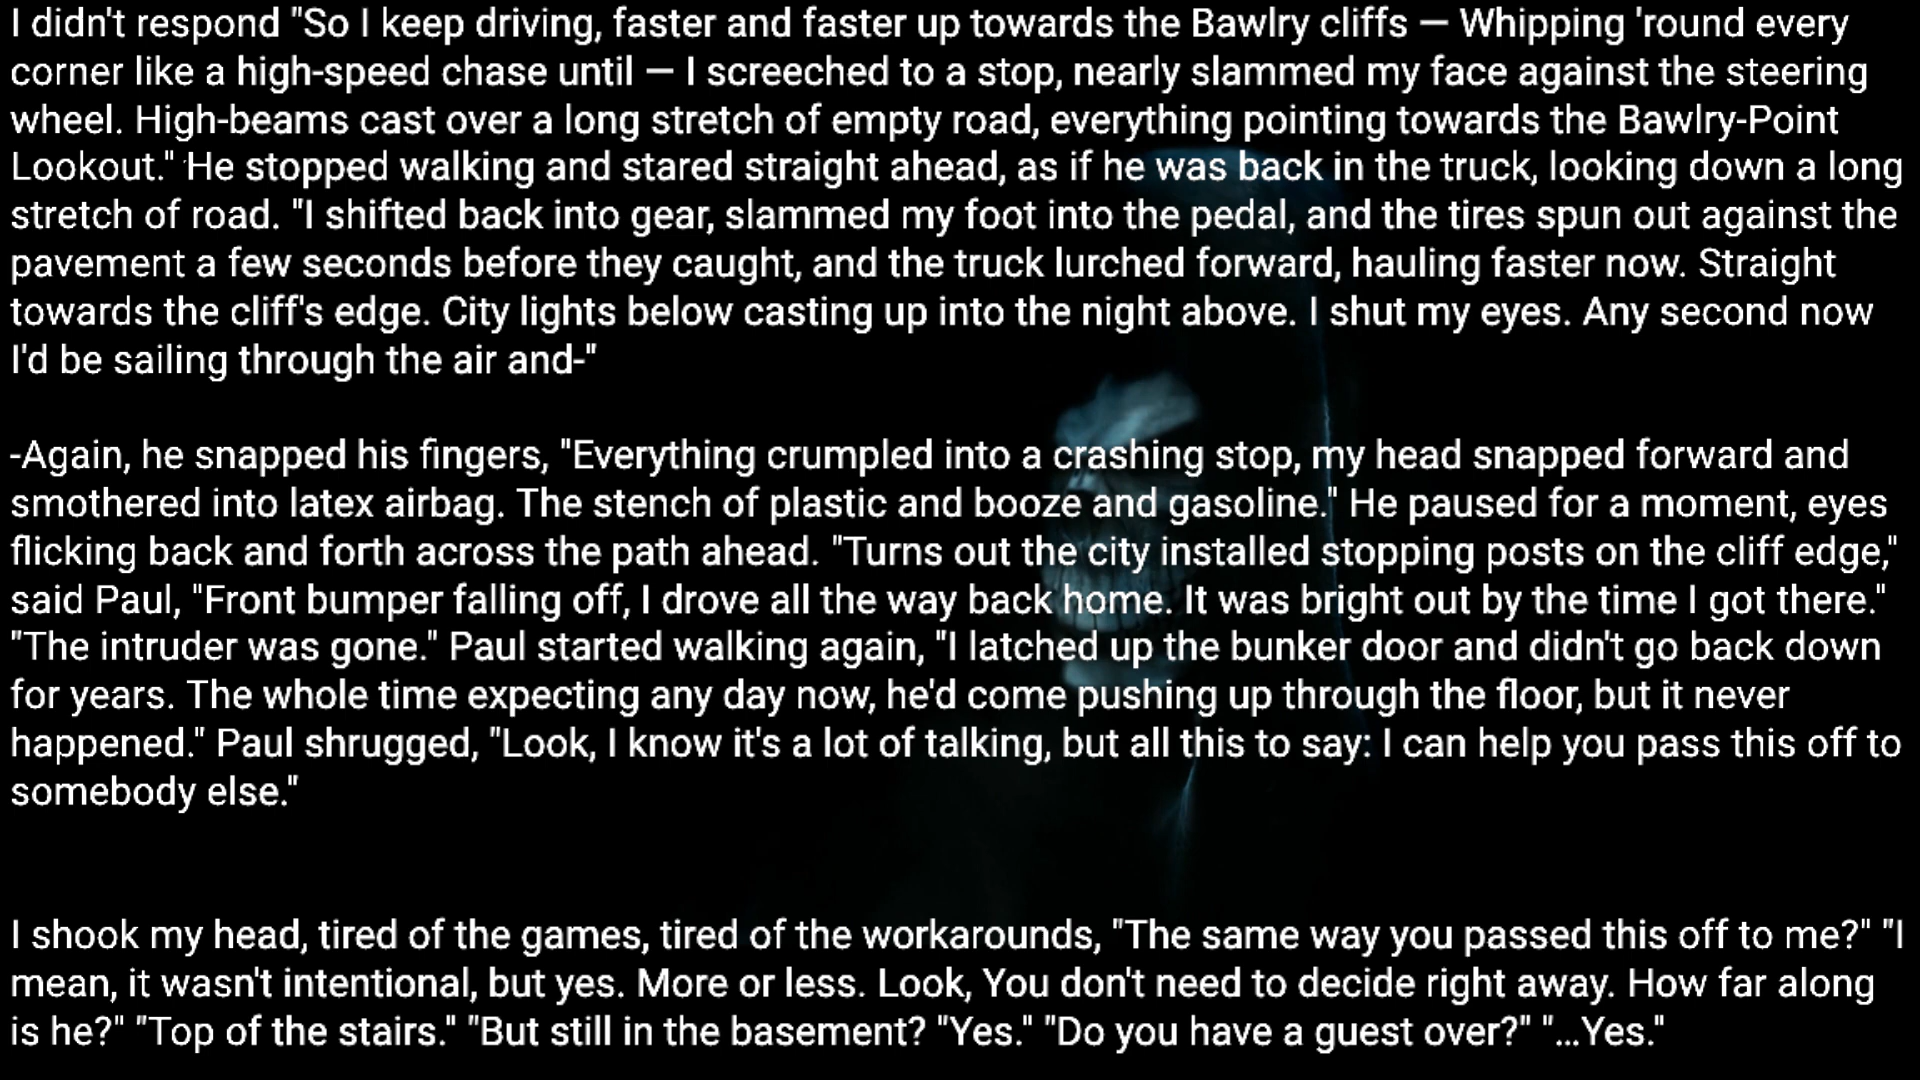 I didn't respond "So I keep driving, faster and faster up towards the Bawlry cliffs — Whipping 'round every
corner like a high-speed chase until — I screeched to a stop, nearly slammed my face against the steering
wheel. High-beams cast over a long stretch of empty road, everything pointing towards the Bawlry-Point
Lookout." He stopped walking and stared straight ahead, as if he was back in the truck, looking down a long
stretch of road. "I shifted back into gear, slammed my foot into the pedal, and the tires spun out against the
pavement a few seconds before they caught, and the truck lurched forward, hauling faster now. Straight
towards the cliff's edge. City lights below casting up into the night above. I shut my eyes. Any second now
I'd be sailing through the air and-"
-Again, he snapped his fingers, "Everything crumpled into a crashing stop, my head snapped forward and
smothered into latex airbag. The stench of plastic and booze and gasoline." He paused for a moment, eyes
flicking back and forth across the path ahead. "Turns out the city installed stopping posts on the cliff edge,"
said Paul, "Front bumper falling off, I drove all the way back home. It was bright out by the time I got there."
"The intruder was gone." Paul started walking again, "I latched up the bunker door and didn't go back down
for years. The whole time expecting any day now, he'd come pushing up through the floor, but it never
happened." Paul shrugged, "Look, I know it's a lot of talking, but all this to say: I can help you pass this off to
somebody else."
I shook my head, tired of the games, tired of the workarounds, "The same way you passed this off to me?" "I
mean, it wasn't intentional, but yes. More or less. Look, You don't need to decide right away. How far along
is he?" "Top of the stairs." "But still in the basement? "Yes." "Do you have a guest over?" "…Yes."